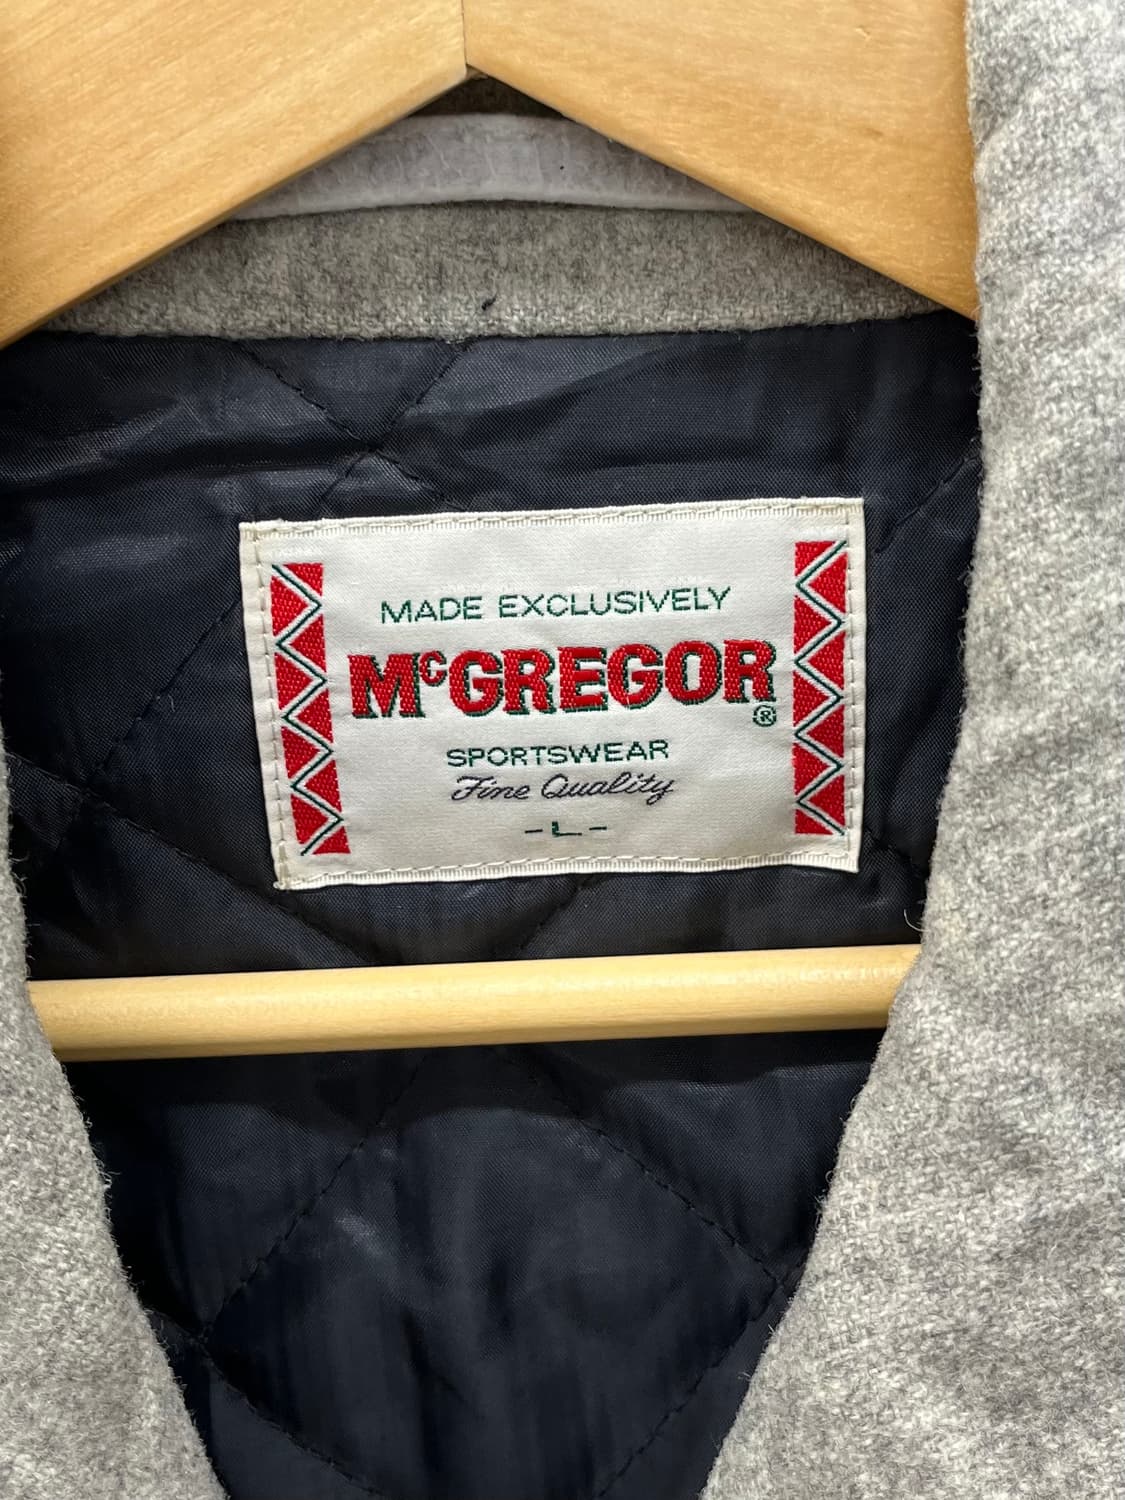 MADE EXCLUSIVELY
McGREGOR®
SPORTSWEAR
Fine Quality
-L-